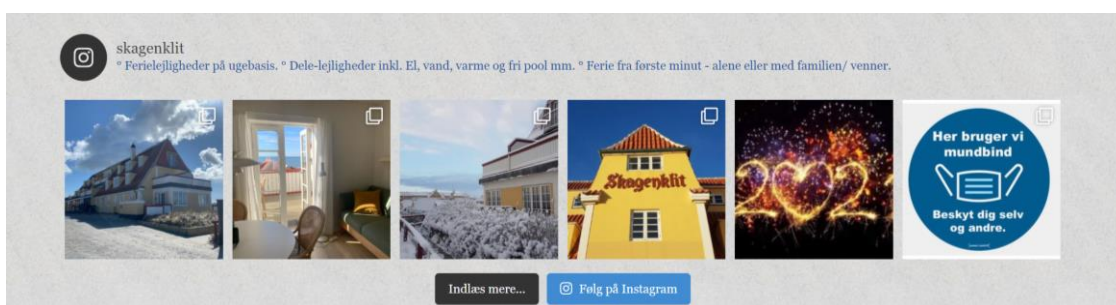 skagenklit
° Ferielejligheder på ugebasis. ° Dele-lejligheder inkl. El, vand, varme og fri pool mm. ° Ferie fra første minut - alene eller med familien/ venner.
Skagenklit
2022
Her bruger vi
mundbind
Beskyt dig selv
og andre.
Indlæs mere...
Følg på Instagram